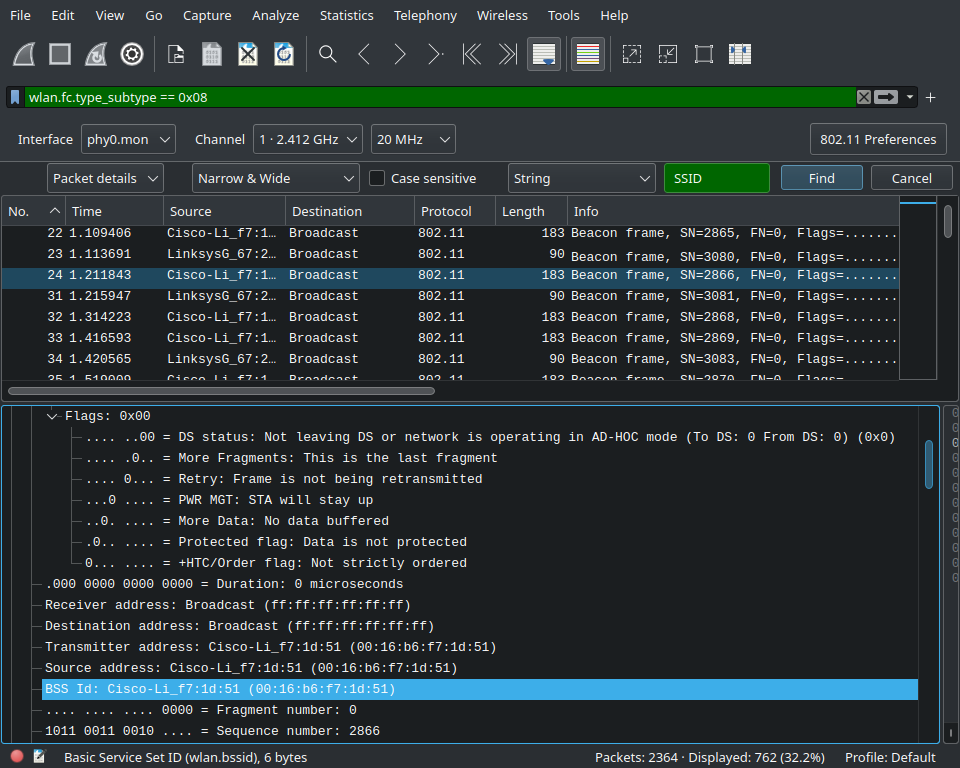 File Edit View Go Capture Analyze Statistics Telephony Wireless Tools Help
wlan.fc.type_subtype == 0x08
Interface phy0.mon Channel 1 · 2.412 GHz 20 MHz 802.11 Preferences
Packet details Narrow & Wide Case sensitive String SSID Find Cancel
No. Time Source Destination Protocol Length Info
22 1.109406 Cisco-Li_f7:1… Broadcast 802.11 183 Beacon frame, SN=2865, FN=0, Flags=.......
23 1.113691 LinksysG_67:2… Broadcast 802.11 90 Beacon frame, SN=3080, FN=0, Flags=.......
24 1.211843 Cisco-Li_f7:1… Broadcast 802.11 183 Beacon frame, SN=2866, FN=0, Flags=.......
31 1.215947 LinksysG_67:2… Broadcast 802.11 90 Beacon frame, SN=3081, FN=0, Flags=.......
32 1.314223 Cisco-Li_f7:1… Broadcast 802.11 183 Beacon frame, SN=2868, FN=0, Flags=.......
33 1.416593 Cisco-Li_f7:1… Broadcast 802.11 183 Beacon frame, SN=2869, FN=0, Flags=.......
34 1.420565 LinksysG_67:2… Broadcast 802.11 90 Beacon frame, SN=3083, FN=0, Flags=.......
35 1.519009 Cisco-Li_f7:1… Broadcast 802.11 183 Beacon frame, SN=2870, FN=0, Flags=
Flags: 0x00
.... ..00 = DS status: Not leaving DS or network is operating in AD-HOC mode (To DS: 0 From DS: 0) (0x0)
.... .0.. = More Fragments: This is the last fragment
.... 0... = Retry: Frame is not being retransmitted
...0 .... = PWR MGT: STA will stay up
..0. .... = More Data: No data buffered
.0.. .... = Protected flag: Data is not protected
0... .... = +HTC/Order flag: Not strictly ordered
.000 0000 0000 0000 = Duration: 0 microseconds
Receiver address: Broadcast (ff:ff:ff:ff:ff:ff)
Destination address: Broadcast (ff:ff:ff:ff:ff:ff)
Transmitter address: Cisco-Li_f7:1d:51 (00:16:b6:f7:1d:51)
Source address: Cisco-Li_f7:1d:51 (00:16:b6:f7:1d:51)
BSS Id: Cisco-Li_f7:1d:51 (00:16:b6:f7:1d:51)
.... .... .... 0000 = Fragment number: 0
1011 0011 0010 .... = Sequence number: 2866
Basic Service Set ID (wlan.bssid), 6 bytes Packets: 2364 · Displayed: 762 (32.2%) Profile: Default